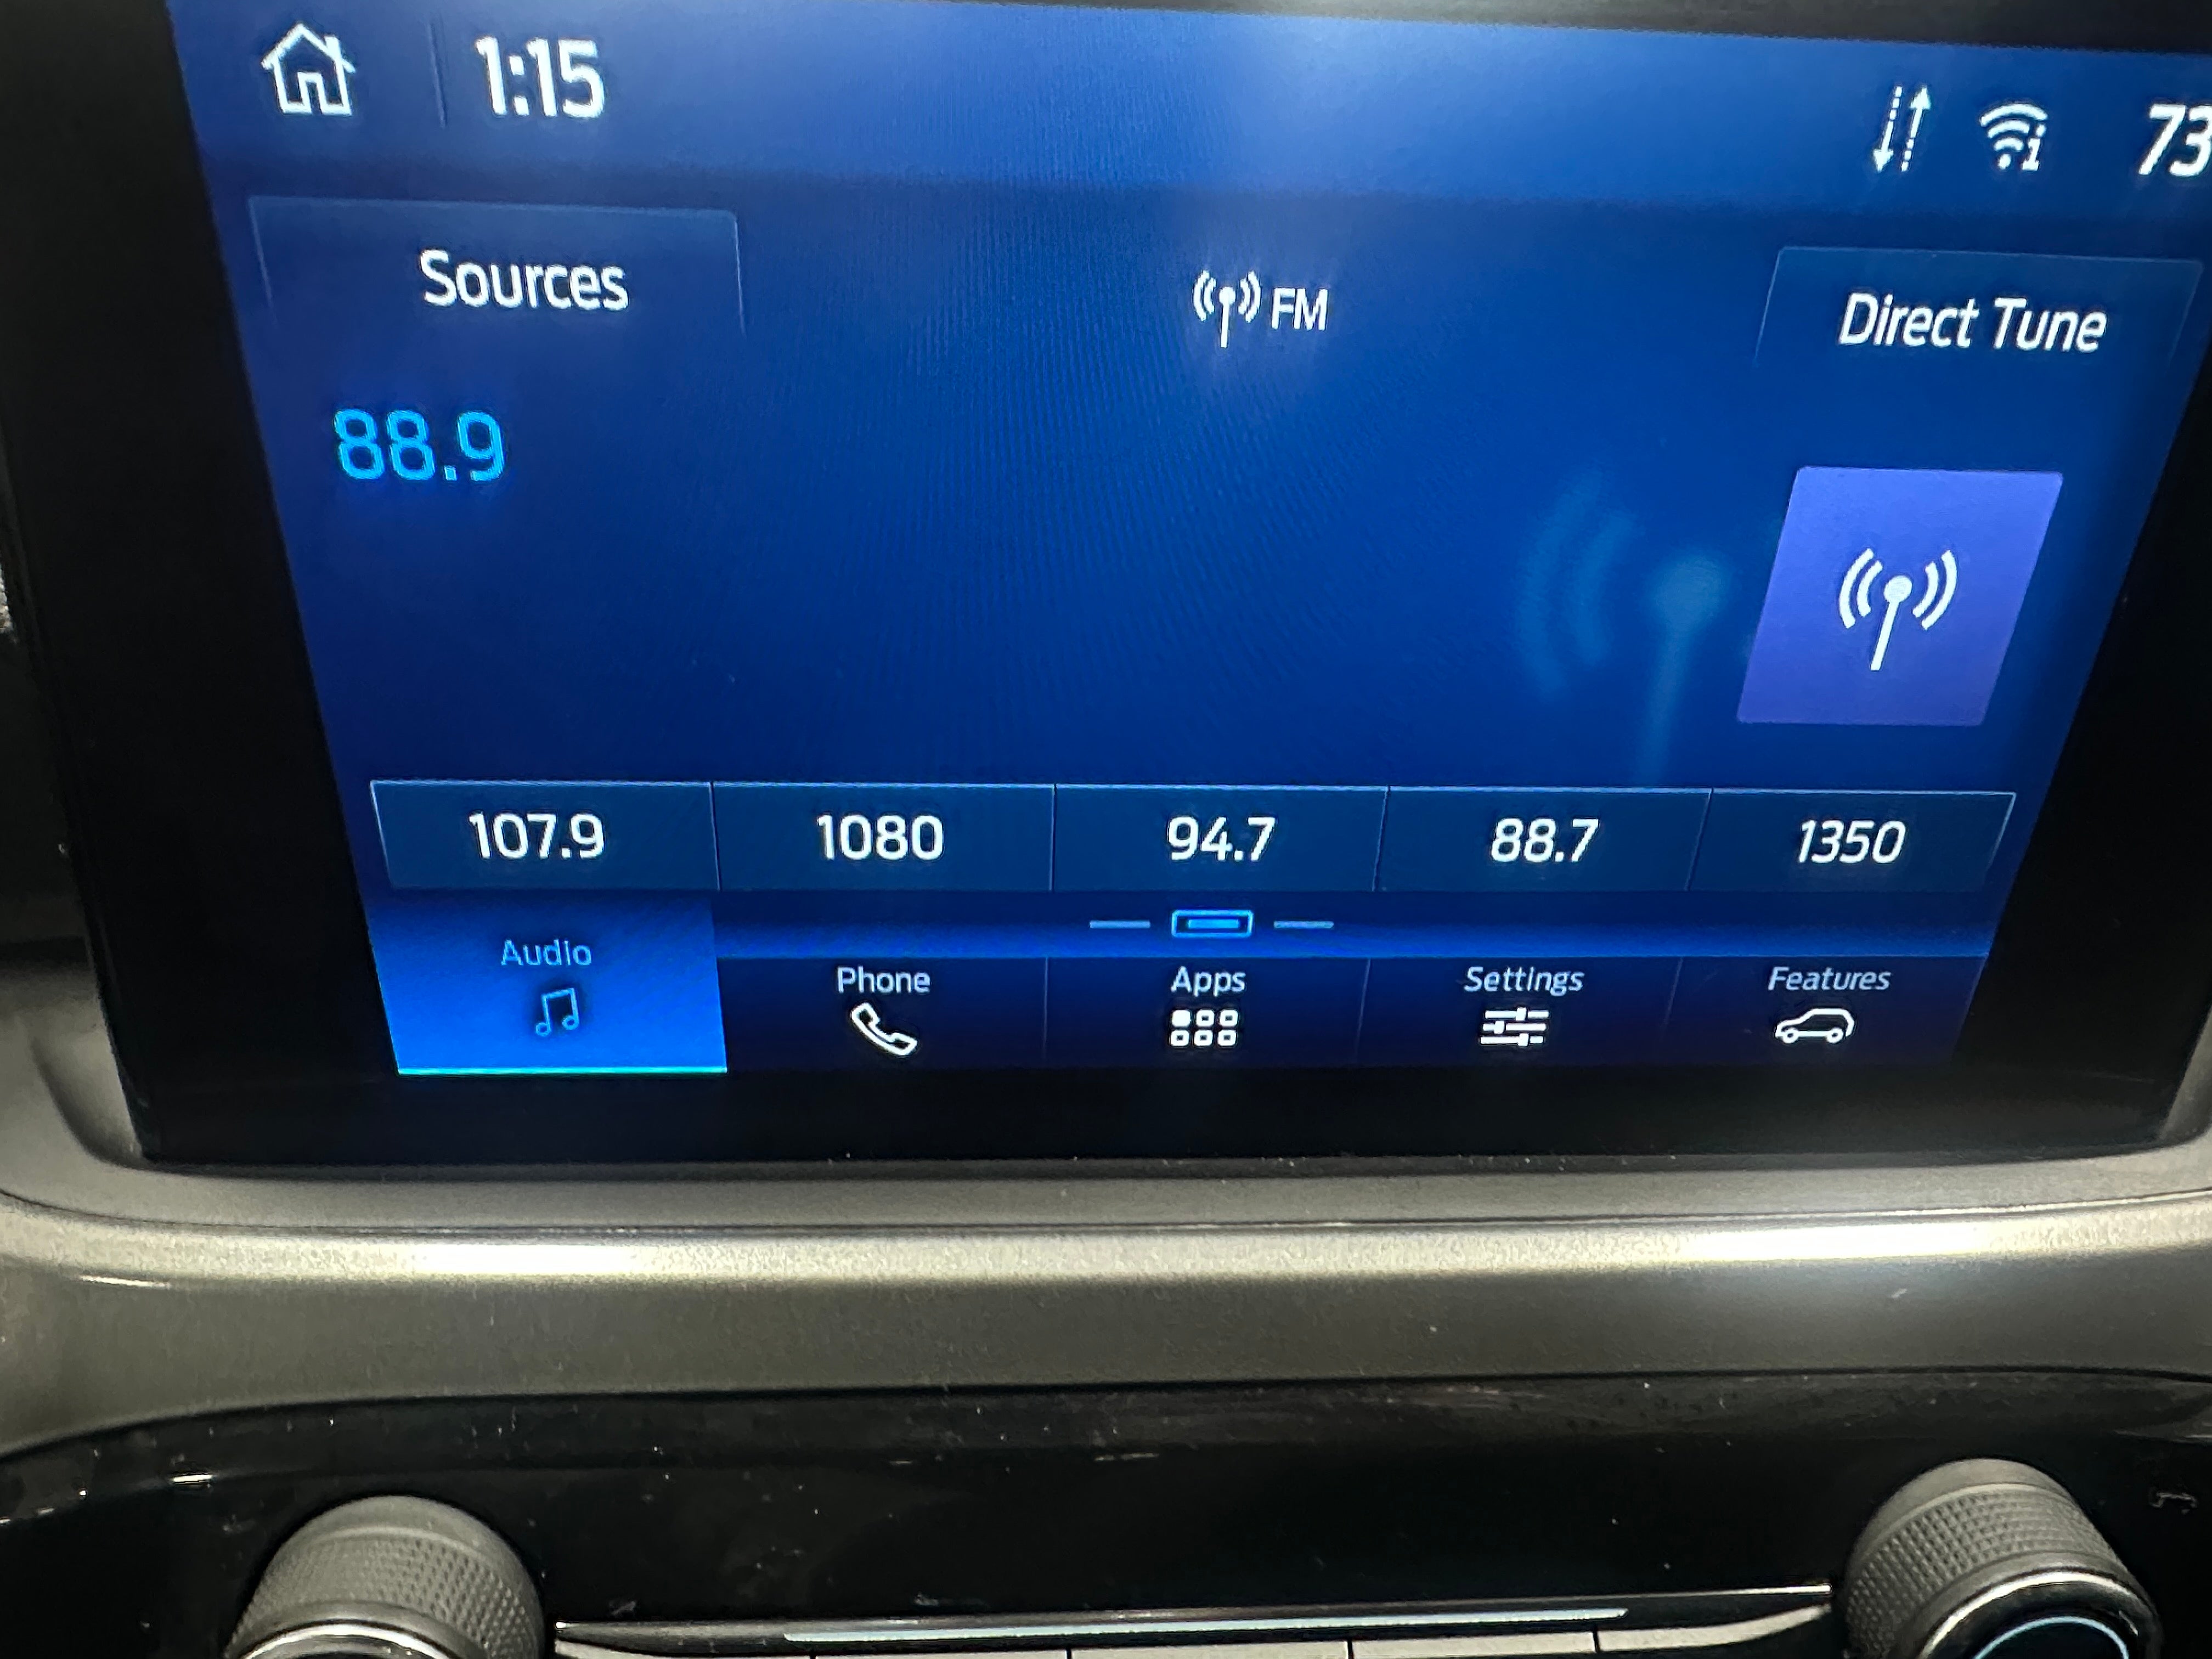 1:15 73
Sources FM Direct Tune
88.9
107.9 1080 94.7 88.7 1350
Audio Phone Apps Settings Features